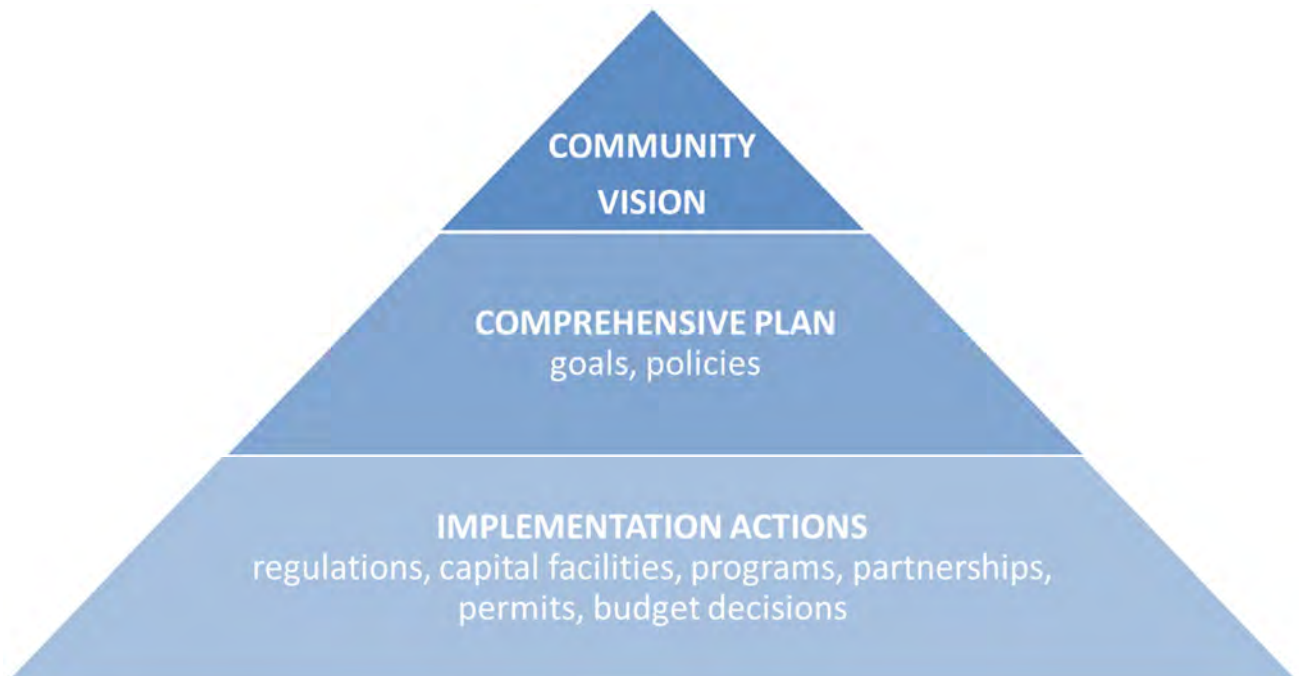 COMMUNITY
VISION
COMPREHENSIVE PLAN
goals, policies
IMPLEMENTATION ACTIONS
regulations, capital facilities, programs, partnerships,
permits, budget decisions